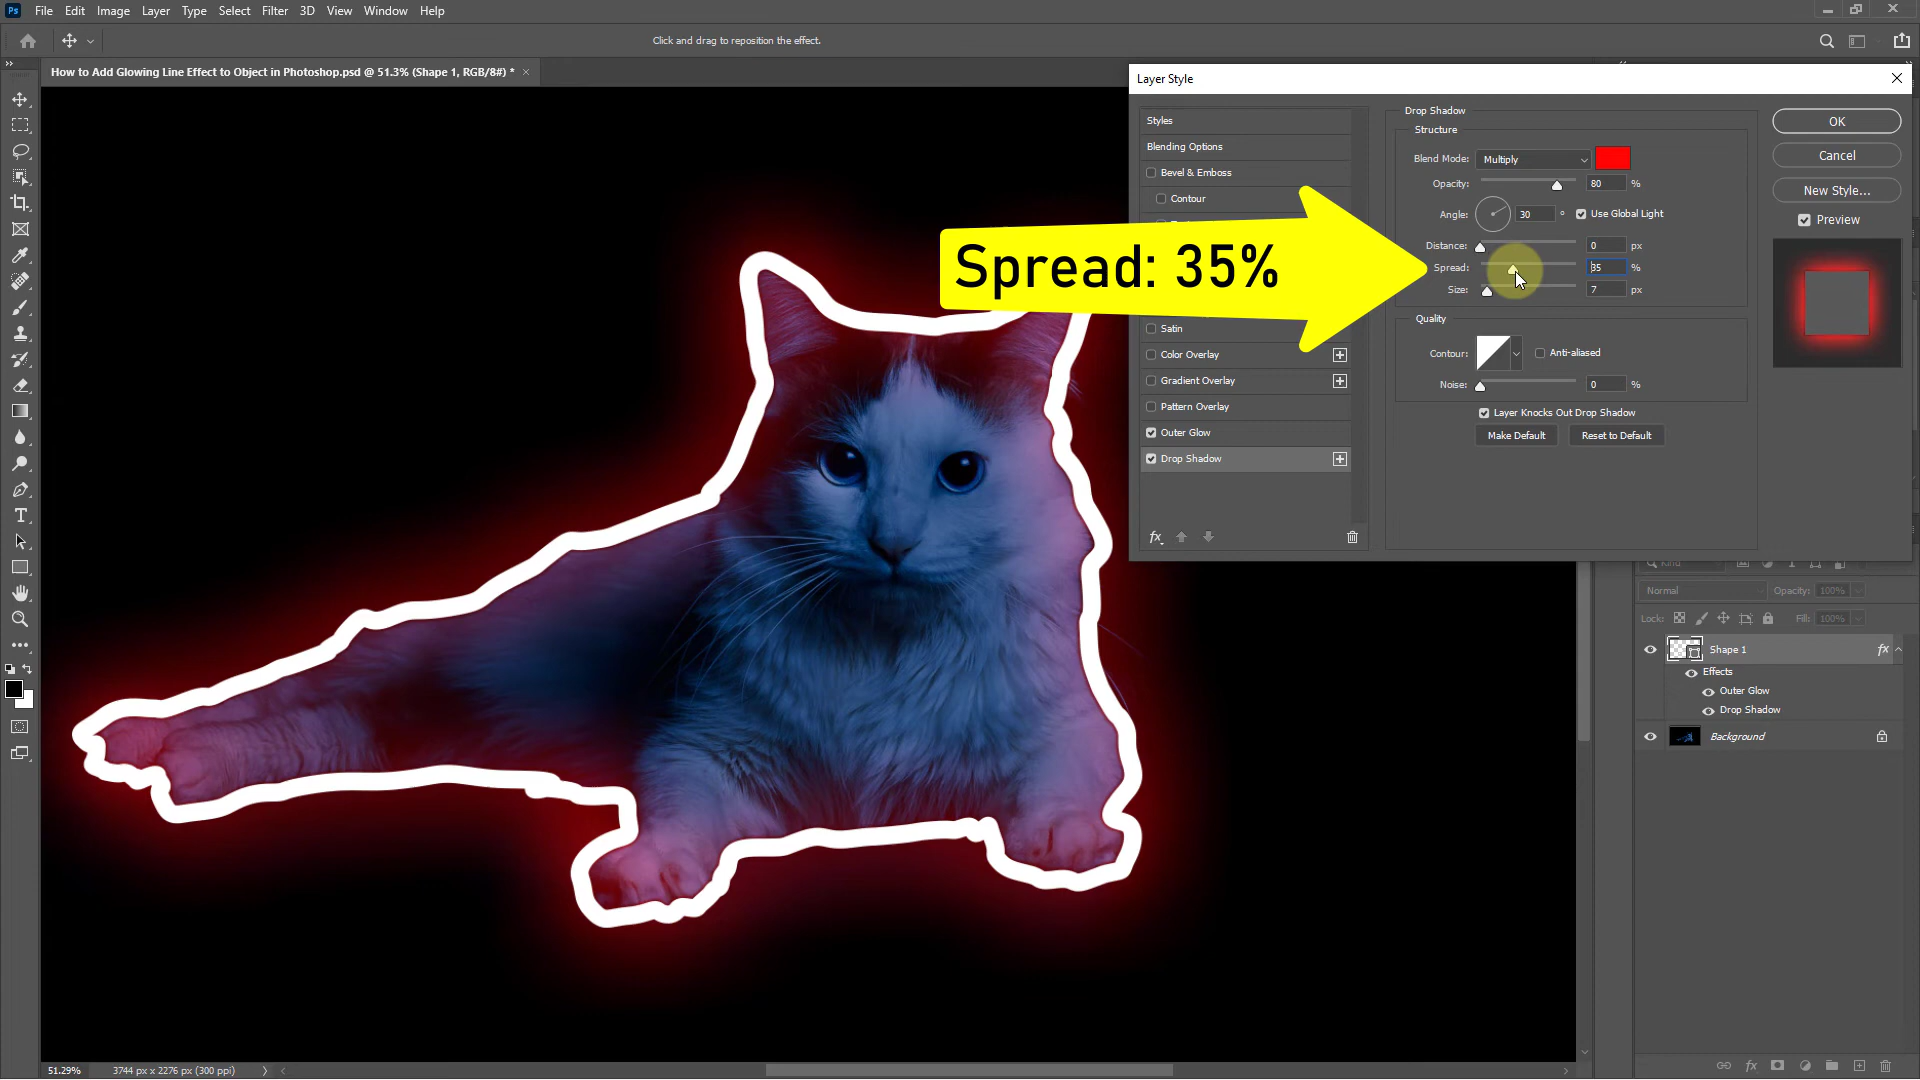 Ps File Edit Image Layer Type Select Filter 3D View Window Help
Click and drag to reposition the effect.
How to Add Glowing Line Effect to Object in Photoshop.psd @ 51.3% (Shape 1, RGB/8#) *
Layer Style
Styles
Blending Options
Bevel & Emboss
Contour
Satin
Color Overlay
Gradient Overlay
Pattern Overlay
Outer Glow
Drop Shadow
fx
Drop Shadow
Structure
Blend Mode: Multiply
Opacity: 80 %
Angle: 30 ° Use Global Light
Distance: 0 px
Spread: 35 %
Size: 7 px
Quality
Contour: Anti-aliased
Noise: 0 %
Layer Knocks Out Drop Shadow
Make Default Reset to Default
OK
Cancel
New Style...
Preview
Spread: 35%
Kind
Normal Opacity: 100%
Lock: Fill: 100%
Shape 1 fx
Effects
Outer Glow
Drop Shadow
Background
fx
51.29% 3744 px x 2276 px (300 ppi)